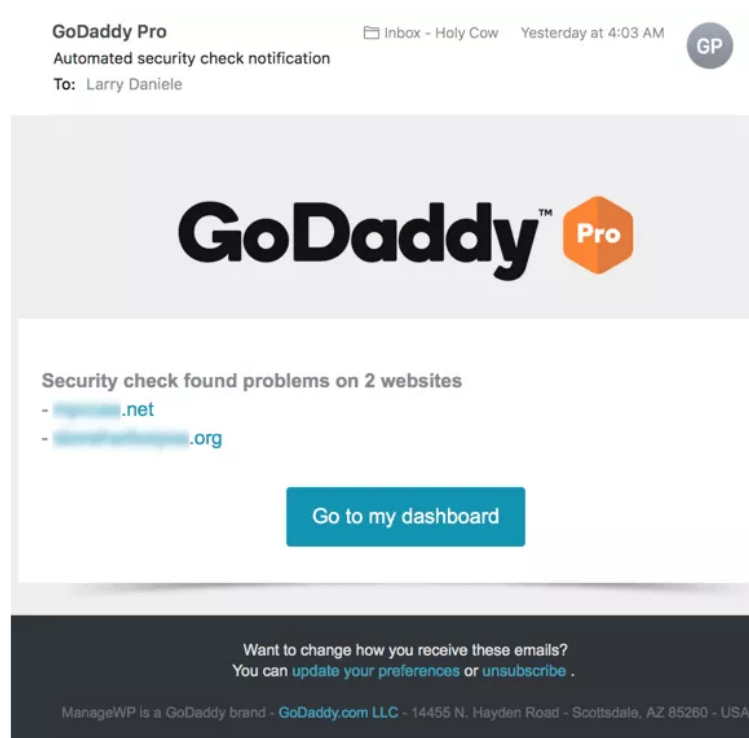 GoDaddy Pro Inbox - Holy Cow Yesterday at 4:03 AM
GP
Automated security check notification
To: Larry Daniele
GoDaddy™ Pro
Security check found problems on 2 websites
- .net
- .org
Go to my dashboard
Want to change how you receive these emails?
You can update your preferences or unsubscribe .
ManageWP is a GoDaddy brand - GoDaddy.com LLC - 14455 N. Hayden Road - Scottsdale, AZ 85260 - USA